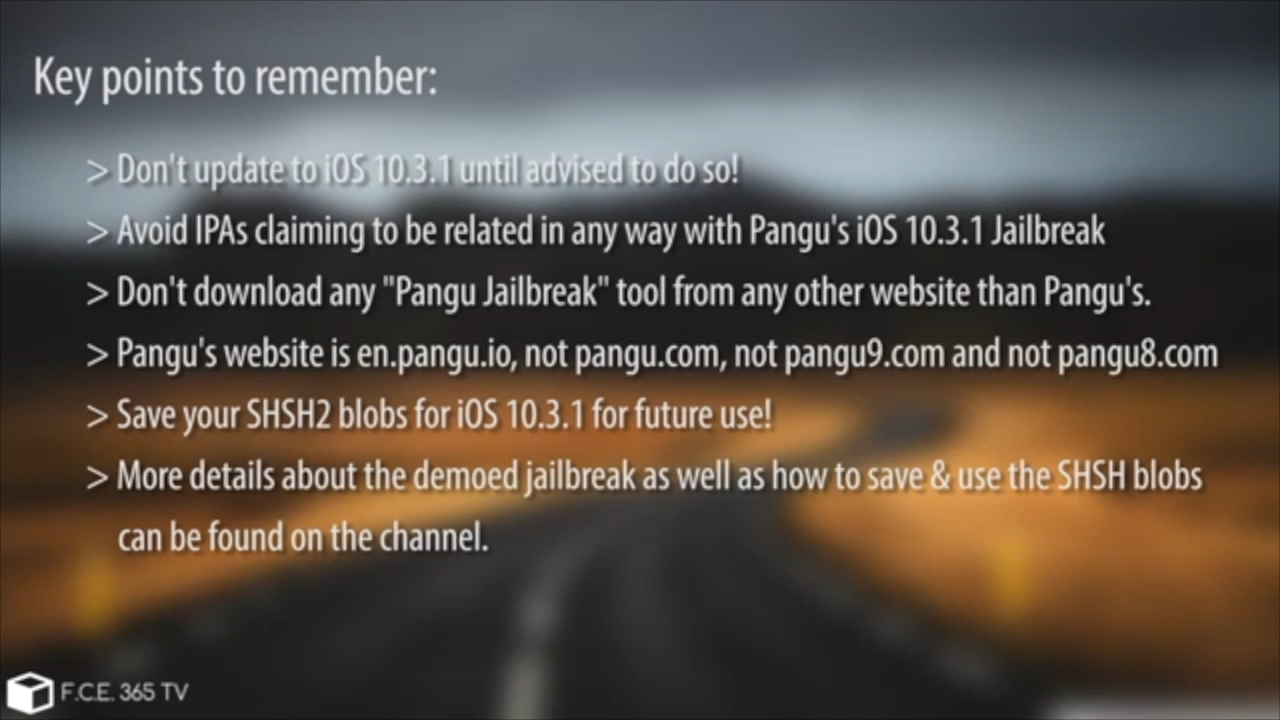 Key points to remember:
> Don't update to iOS 10.3.1 until advised to do so!
> Avoid IPAs claiming to be related in any way with Pangu's iOS 10.3.1 Jailbreak
> Don't download any "Pangu Jailbreak" tool from any other website than Pangu's.
> Pangu's website is en.pangu.io, not pangu.com, not pangu9.com and not pangu8.com
> Save your SHSH2 blobs for iOS 10.3.1 for future use!
> More details about the demoed jailbreak as well as how to save & use the SHSH blobs
can be found on the channel.
F.C.E. 365 TV